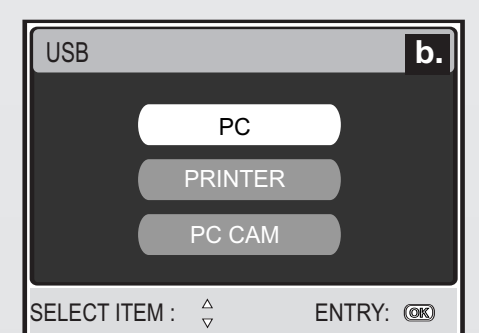 USB b.
PC
PRINTER
PC CAM
SELECT ITEM : △ ▽ ENTRY: OK